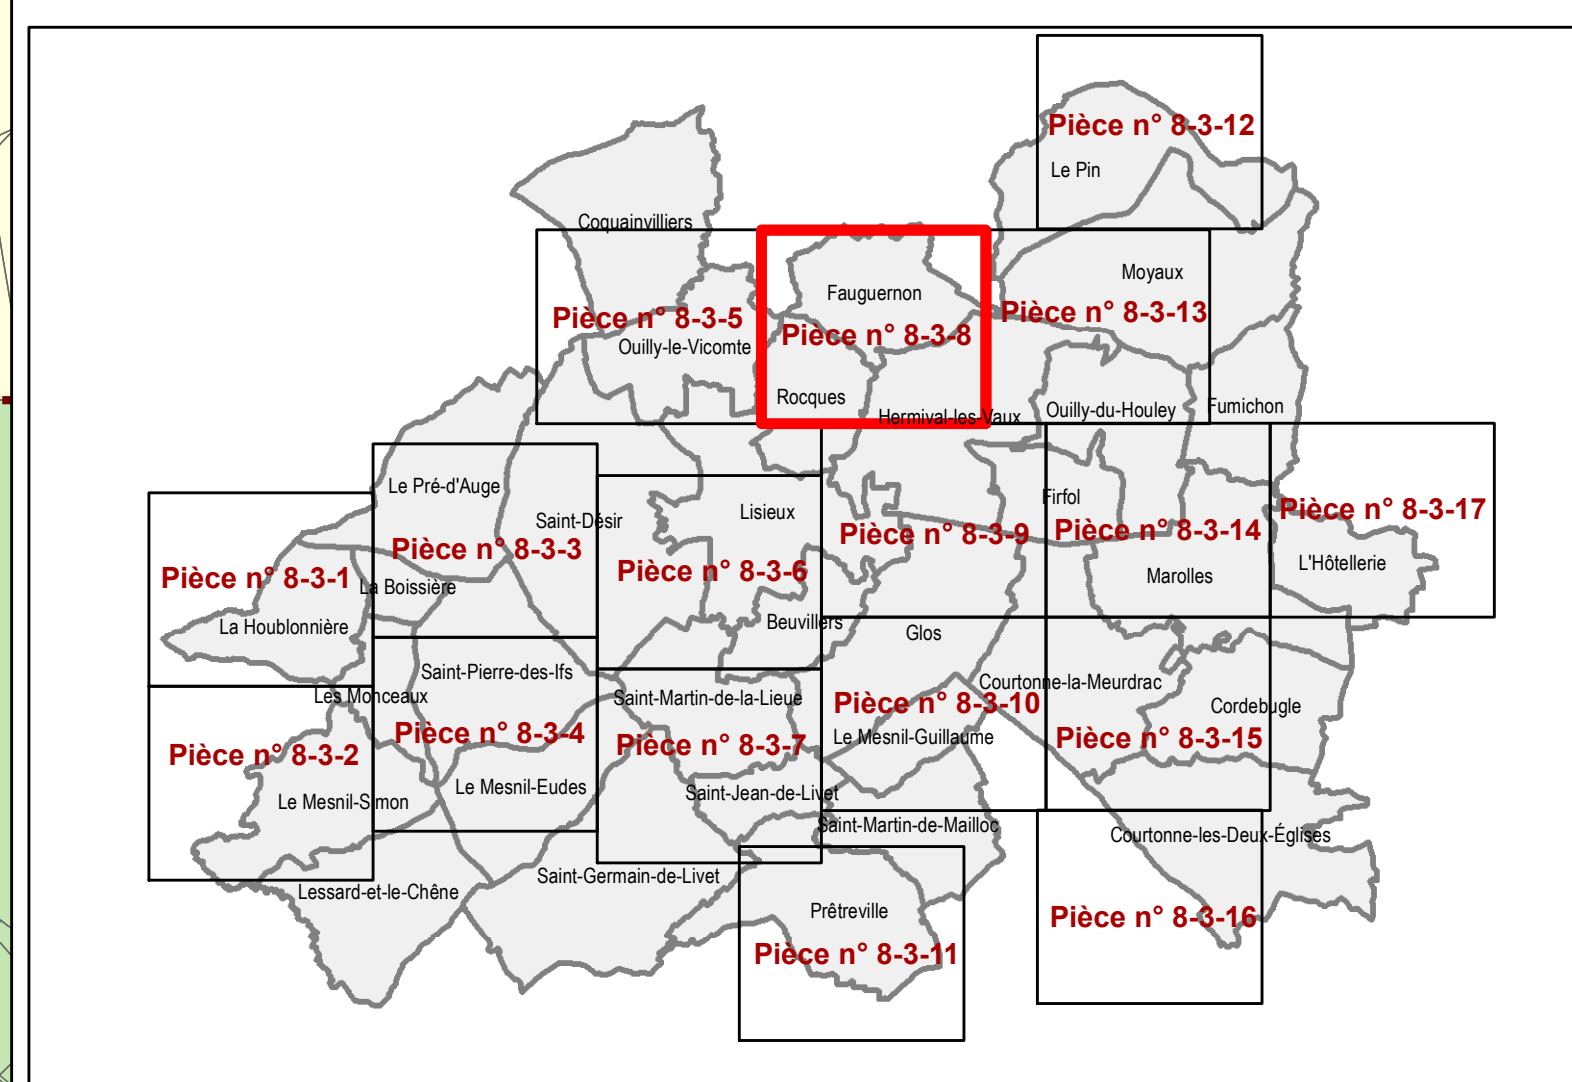 Pièce n° 8-3-12
Le Pin
Coquainvilliers
Moyaux
Fauguernon
Pièce n° 8-3-5
Pièce n° 8-3-13
Pièce n° 8-3-8
Ouilly-le-Vicomte
Rocques
Hermival-les-Vaux
Ouilly-du-Houley
Fumichon
Le Pré-d'Auge
Saint-Désir
Lisieux
Firfol
Pièce n° 8-3-17
Pièce n° 8-3-3
Pièce n° 8-3-9
Pièce n° 8-3-14
Pièce n° 8-3-1
Pièce n° 8-3-6
La Boissière
Marolles
L'Hôtellerie
La Houblonnière
Beuvillers
Glos
Saint-Pierre-des-Ifs
Courtonne-la-Meurdrac
Les Monceaux
Saint-Martin-de-la-Lieue
Pièce n° 8-3-10
Cordebugle
Pièce n° 8-3-4
Pièce n° 8-3-7
Le Mesnil-Guillaume
Pièce n° 8-3-15
Pièce n° 8-3-2
Le Mesnil-Simon
Le Mesnil-Eudes
Saint-Jean-de-Livet
Saint-Martin-de-Mailloc
Courtonne-les-Deux-Églises
Lessard-et-le-Chêne
Saint-Germain-de-Livet
Prêtreville
Pièce n° 8-3-16
Pièce n° 8-3-11